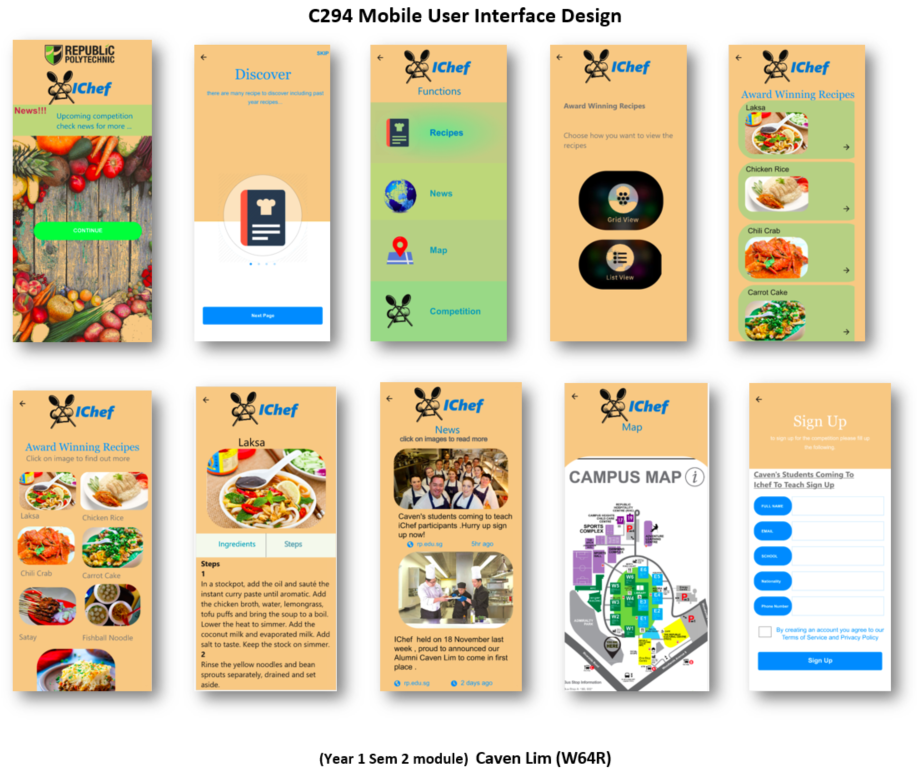 C294 Mobile User Interface Design
REPUBLIC
POLYTECHNIC
IChef
News!!!
Upcoming competition
check news for more ...
CONTINUE
SKIP
Discover
there are many recipe to discover including past
year recipes..
Next Page
IChef
Functions
Recipes
News
Map
Competition
IChef
Award Winning Recipes
Choose how you want to view the
recipes
Grid View
List View
IChef
Award Winning Recipes
Laksa
Chicken Rice
Chili Crab
Carrot Cake
IChef
Award Winning Recipes
Click on image to find out more
Laksa
Chicken Rice
Chili Crab
Carrot Cake
Satay
Fishball Noodle
IChef
Laksa
Ingredients
Steps
Steps
1
In a stockpot, add the oil and sauté the
instant curry paste until aromatic. Add
the chicken broth, water, lemongrass,
tofu puffs and bring the soup to a boil.
Lower the heat to simmer. Add the
coconut milk and evaporated milk. Add
salt to taste. Keep the stock on simmer.
2
Rinse the yellow noodles and bean
sprouts separately, drained and set
aside.
IChef
News
click on images to read more
Caven's students coming to teach
iChef participants .Hurry up sign
up now!
rp.edu.sg
5hr ago
IChef held on 18 November last
week , proud to announced our
Alumni Caven Lim to come in first
place .
rp.edu.sg
2 days ago
IChef
Map
CAMPUS MAP i
SPORTS
COMPLEX
Sign Up
to sign up for the competition please fill up
the following
Caven's Students Coming To
Ichef To Teach Sign Up
FULL NAME
EMAIL
SCHOOL
Nationality
Phone Number
By creating an account you agree to our
Terms of Service and Privacy Policy
Sign Up
(Year 1 Sem 2 module) Caven Lim (W64R)